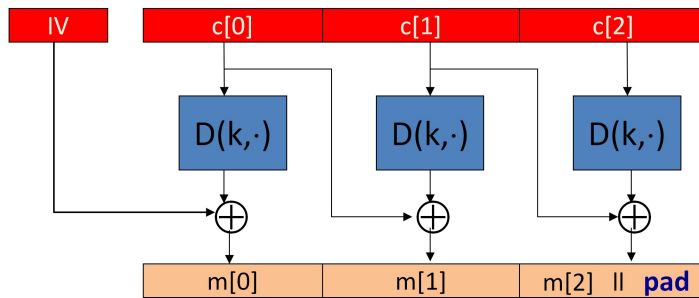 IV c[0] c[1] c[2]
D(k,·) D(k,·) D(k,·)
m[0] m[1] m[2] ll pad